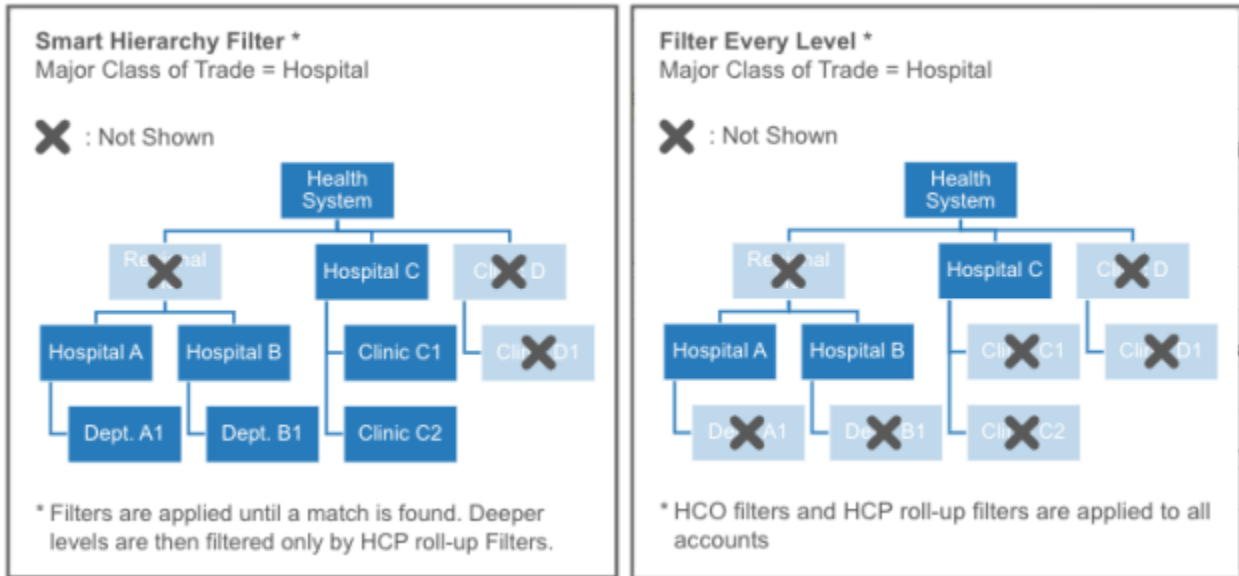 Smart Hierarchy Filter *
Major Class of Trade = Hospital
: Not Shown
Health
System
Hospital C
Hospital A
Hospital B
Clinic C1
Dept. A1
Dept. B1
Clinic C2
* Filters are applied until a match is found. Deeper
levels are then filtered only by HCP roll-up Filters.
Filter Every Level *
Major Class of Trade = Hospital
: Not Shown
Health
System
Hospital C
Hospital A
Hospital B
* HCO filters and HCP roll-up filters are applied to all
accounts